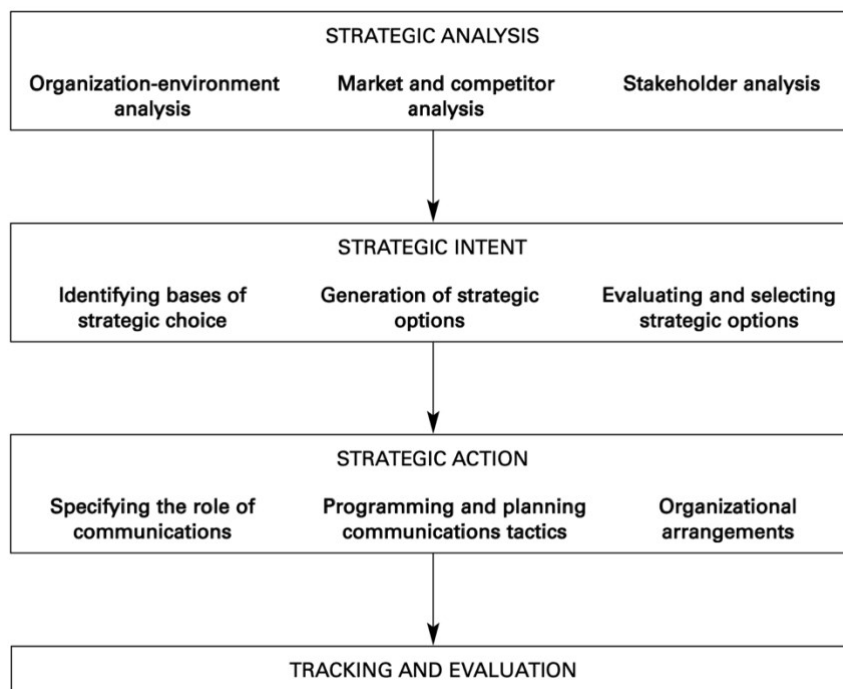 STRATEGIC ANALYSIS
Organization-environment
analysis
Market and competitor
analysis
Stakeholder analysis
STRATEGIC INTENT
Identifying bases of
strategic choice
Generation of strategic
options
Evaluating and selecting
strategic options
STRATEGIC ACTION
Specifying the role of
communications
Programming and planning
communications tactics
Organizational
arrangements
TRACKING AND EVALUATION